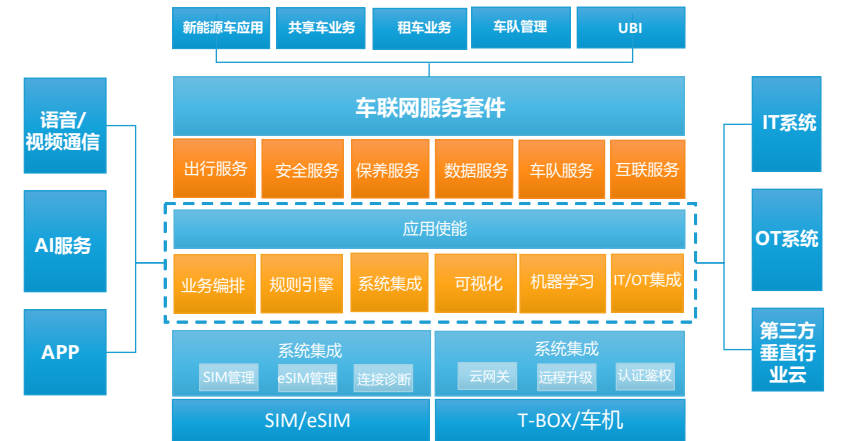 新能源车应用
共享车业务
租车业务
车队管理
UBI
语音/
视频通信
AI服务
APP
车联网服务套件
出行服务
安全服务
保养服务
数据服务
车队服务
互联服务
应用使能
业务编排
规则引擎
系统集成
可视化
机器学习
IT/OT集成
系统集成
SIM管理
eSIM管理
连接诊断
系统集成
云网关
远程升级
认证鉴权
SIM/eSIM
T-BOX/车机
IT系统
OT系统
第三方
垂直行
业云